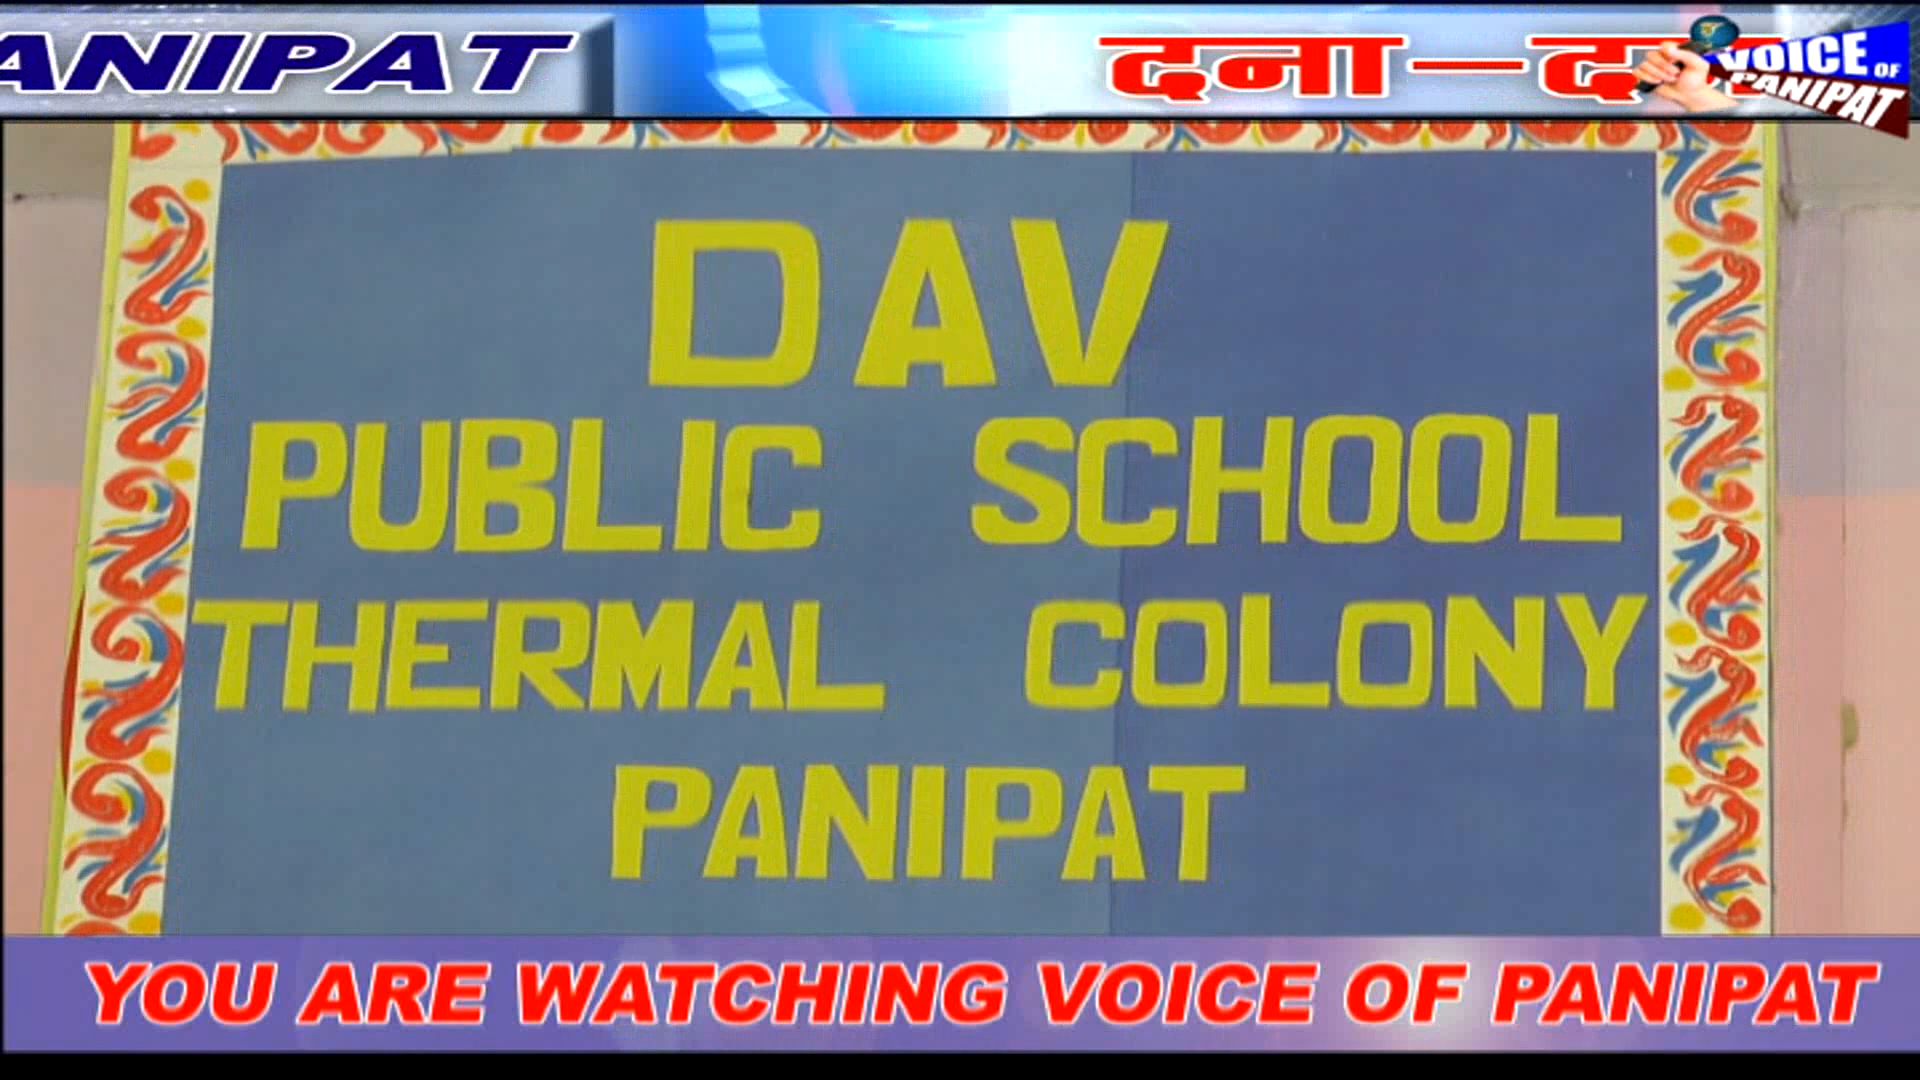 ANIPAT
दना-द
VOICE OF
PANIPAT
DAV
PUBLIC SCHOOL
THERMAL COLONY
PANIPAT
YOU ARE WATCHING VOICE OF PANIPAT